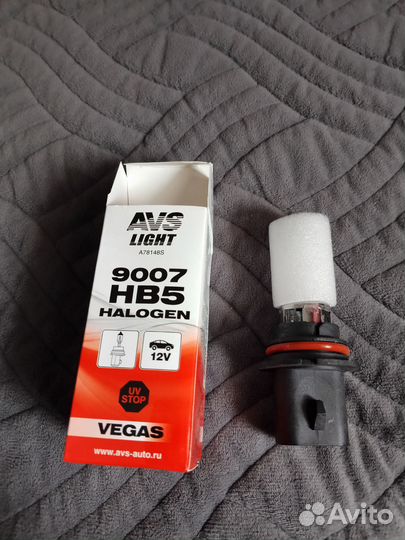 AVS
LIGHT
A78148S
9007
HB5
HALOGEN
12V
UV
STOP
VEGAS
www.avs-auto.ru
Avito